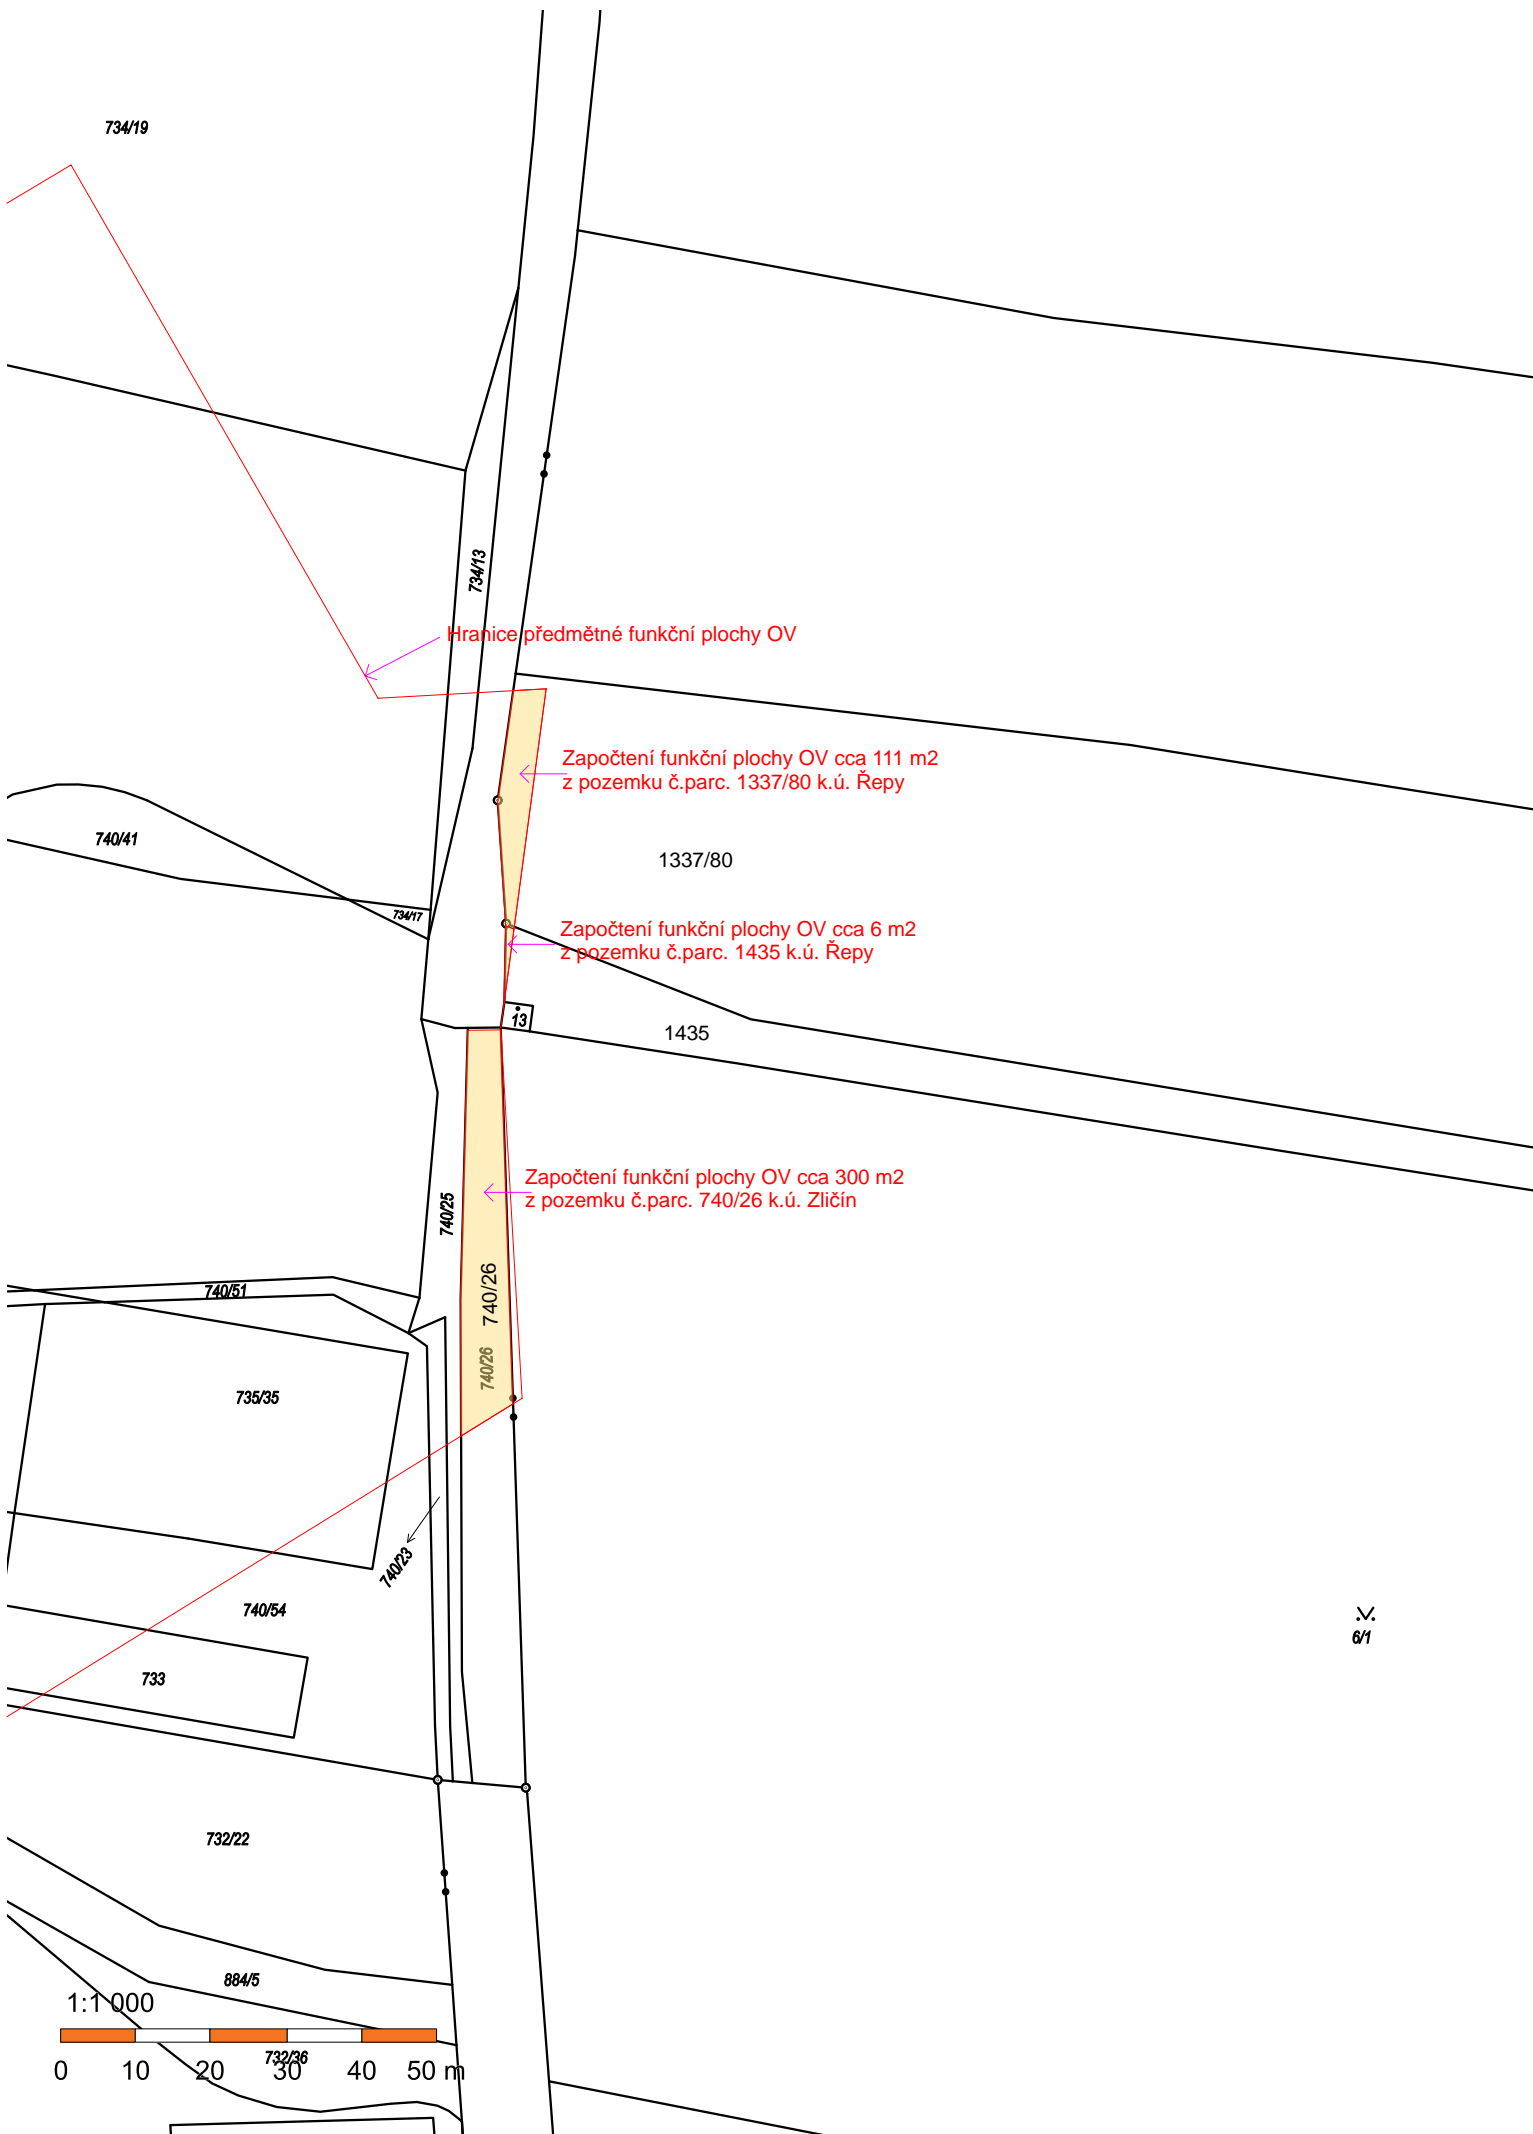 734/19
734/13
Hranice předmětné funkční plochy OV
Započtení funkční plochy OV cca 111 m2
z pozemku č.parc. 1337/80 k.ú. Řepy
740/41
1337/80
734/17
Započtení funkční plochy OV cca 6 m2
z pozemku č.parc. 1435 k.ú. Řepy
13
1435
Započtení funkční plochy OV cca 300 m2
z pozemku č.parc. 740/26 k.ú. Zličín
740/25
740/26
740/51
740/26
735/35
740/23
740/54
6/1
733
732/22
884/5
1:1 000
732/36
0 10 20 30 40 50 m